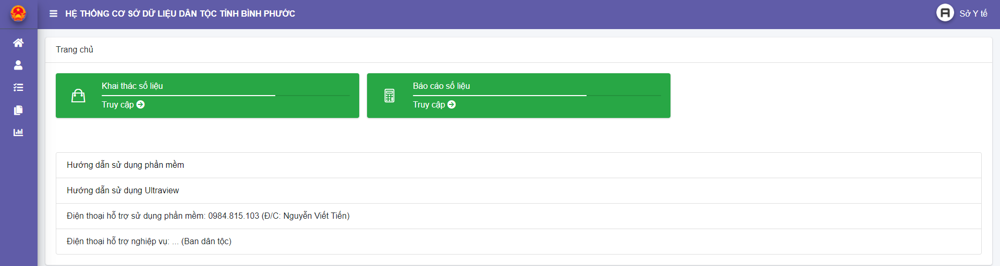 HỆ THỐNG CƠ SỞ DỮ LIỆU DÂN TỘC TỈNH BÌNH PHƯỚC
Sở Y tế
Trang chủ
Khai thác số liệu
Truy cập
Báo cáo số liệu
Truy cập
Hướng dẫn sử dụng phần mềm
Hướng dẫn sử dụng Ultraview
Điện thoại hỗ trợ sử dụng phần mềm: 0984.815.103 (Đ/C: Nguyễn Viết Tiến)
Điện thoại hỗ trợ nghiệp vụ: ... (Ban dân tộc)